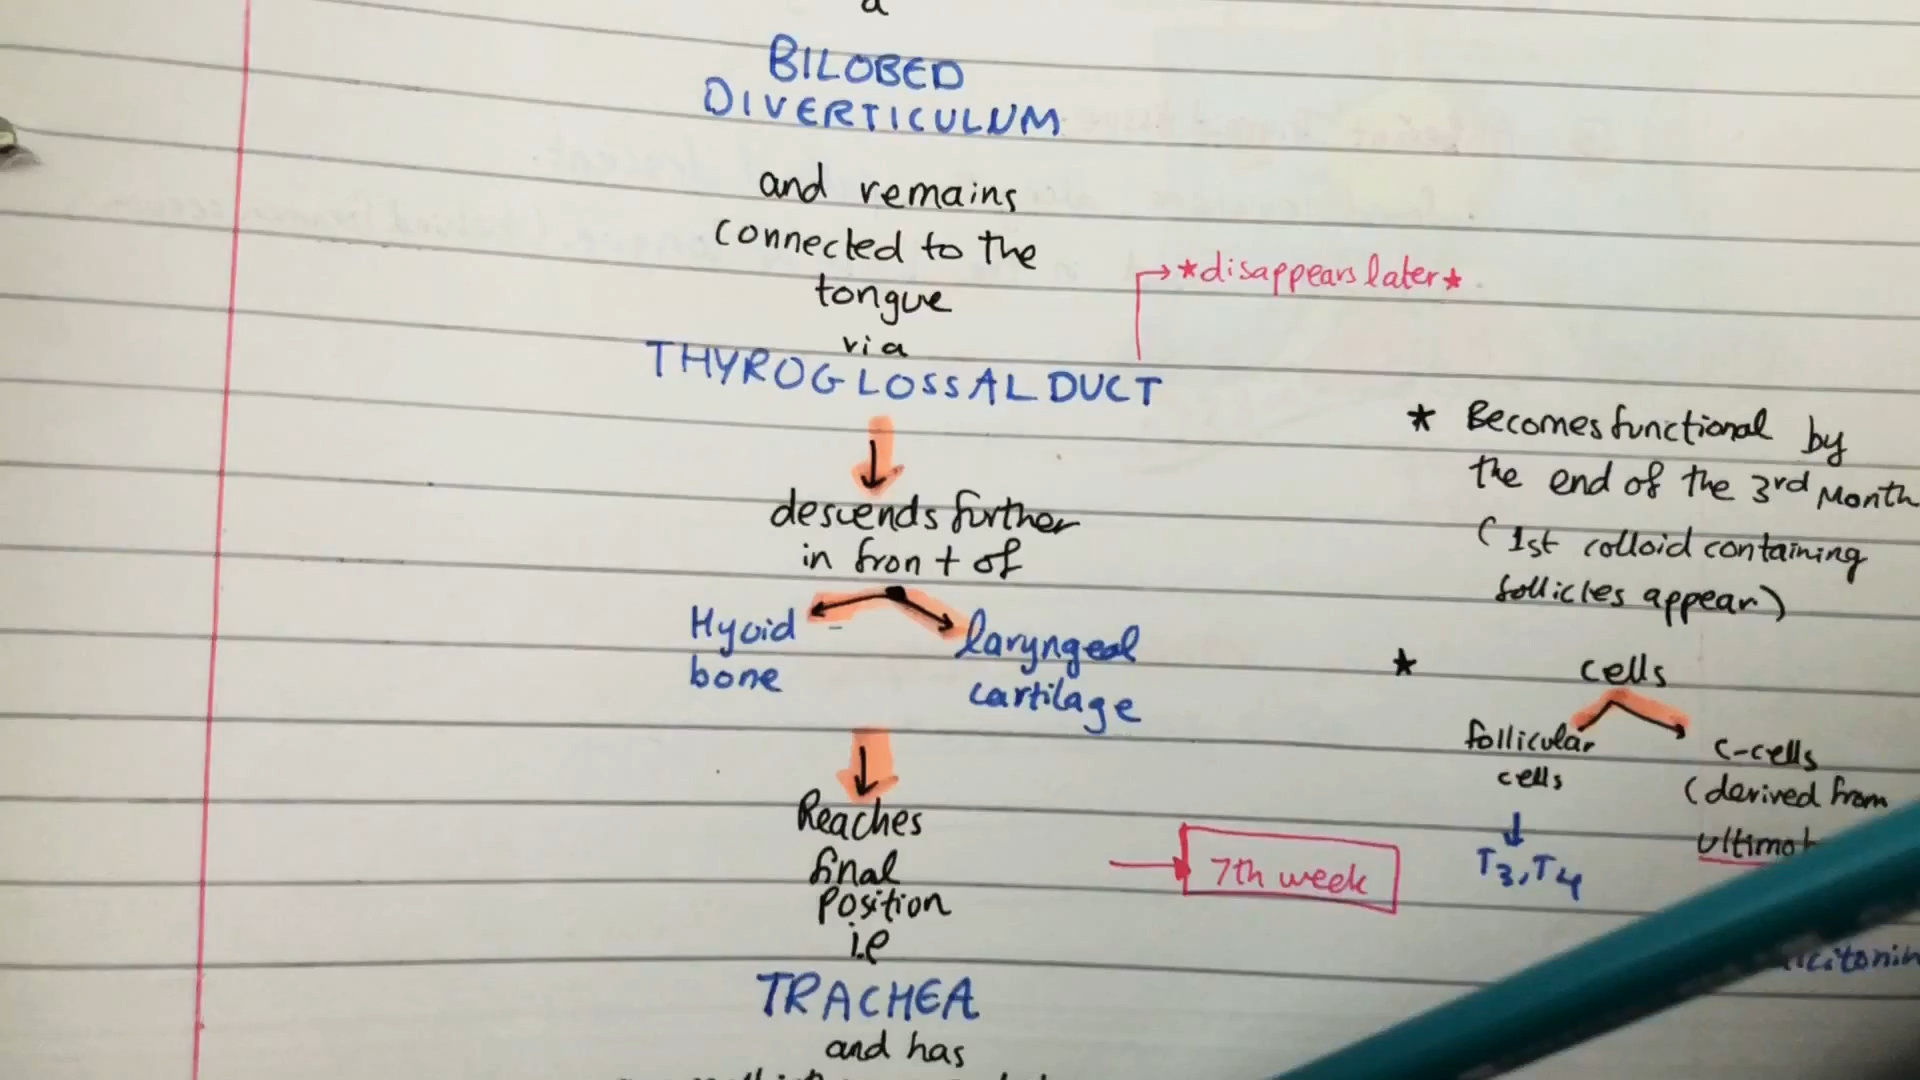 a
BILOBED
DIVERTICULUM
and remains
connected to the
tongue
via
THYROGLOSSAL DUCT
*disappears later*
descends further
in front of
Hyoid
bone
laryngeal
cartilage
Reaches
final
Position
i.e
7th week
TRACHEA
and has
* Becomes functional by
the end of the 3rd Month
(1st colloid containing
follicles appear)
* cells
follicular
cells
T3, T4
C-cells
(derived from